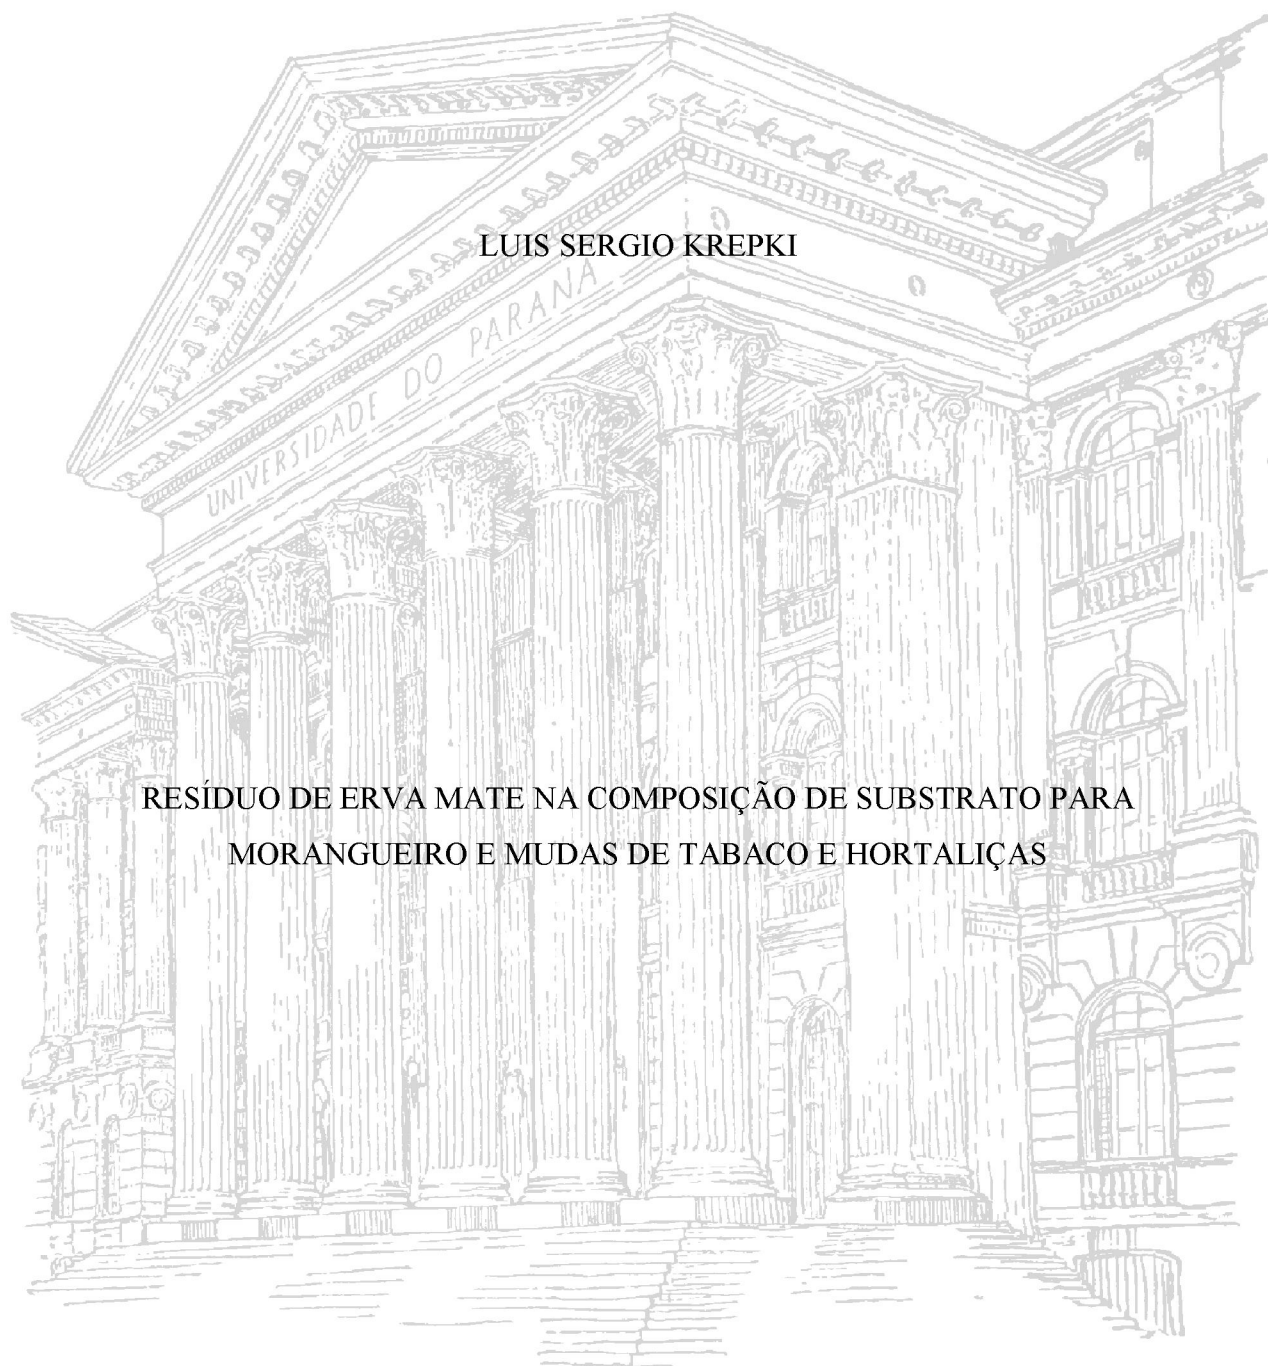 LUIS SERGIO KREPKI
UNIVERSIDADE DO PARANÁ
RESÍDUO DE ERVA MATE NA COMPOSIÇÃO DE SUBSTRATO PARA
MORANGUEIRO E MUDAS DE TABACO E HORTALIÇAS